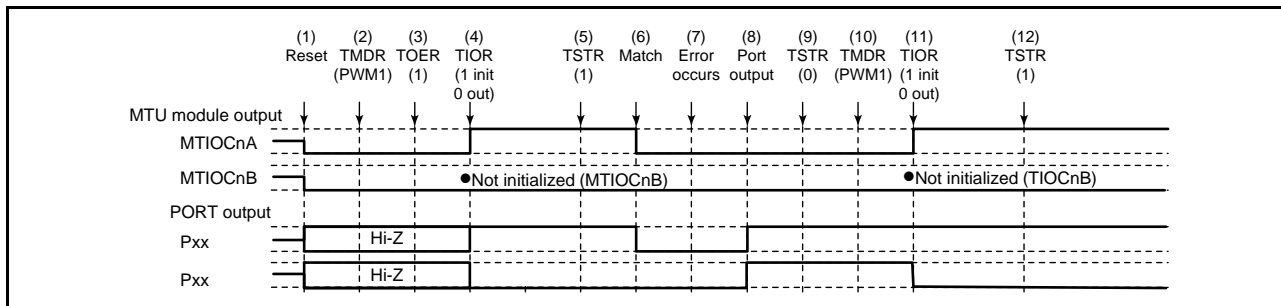 (1) (2) (3) (4) (5) (6) (7) (8) (9) (10) (11) (12)
Reset TMDR TOER TIOR TSTR Match Error Port TSTR TMDR TIOR TSTR
(PWM1) (1) (1 init (1) occurs output (0) (PWM1) (1 init (1)
0 out) 0 out)
MTU module output
MTIOCnA
MTIOCnB ●Not initialized (MTIOCnB) ●Not initialized (TIOCnB)
PORT output
Pxx Hi-Z
Pxx Hi-Z